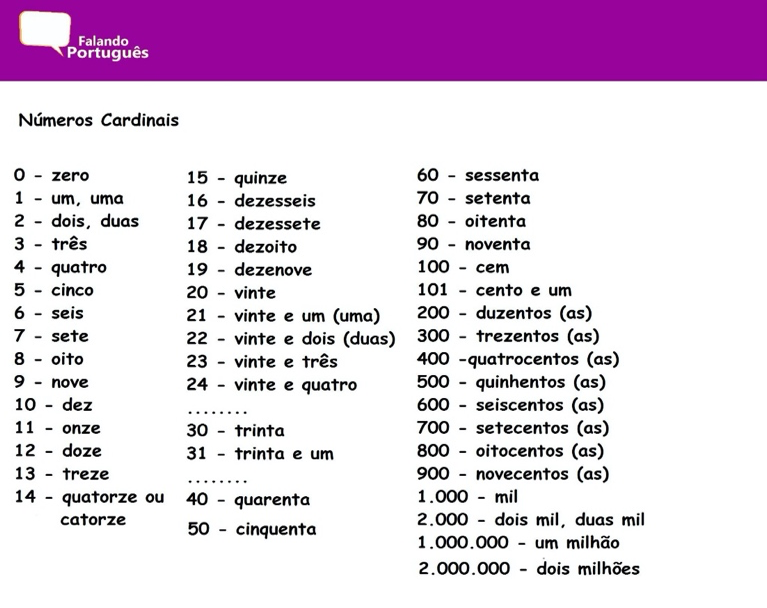 Falando
Português
Números Cardinais
0 - zero
1 - um, uma
2 - dois, duas
3 - três
4 - quatro
5 - cinco
6 - seis
7 - sete
8 - oito
9 - nove
10 - dez
11 - onze
12 - doze
13 - treze
14 - quatorze ou
catorze
15 - quinze
16 - dezesseis
17 - dezessete
18 - dezoito
19 - dezenove
20 - vinte
21 - vinte e um (uma)
22 - vinte e dois (duas)
23 - vinte e três
24 - vinte e quatro
........
30 - trinta
31 - trinta e um
........
40 - quarenta
50 - cinquenta
60 - sessenta
70 - setenta
80 - oitenta
90 - noventa
100 - cem
101 - cento e um
200 - duzentos (as)
300 - trezentos (as)
400 -quatrocentos (as)
500 - quinhentos (as)
600 - seiscentos (as)
700 - setecentos (as)
800 - oitocentos (as)
900 - novecentos (as)
1.000 - mil
2.000 - dois mil, duas mil
1.000.000 - um milhão
2.000.000 - dois milhões